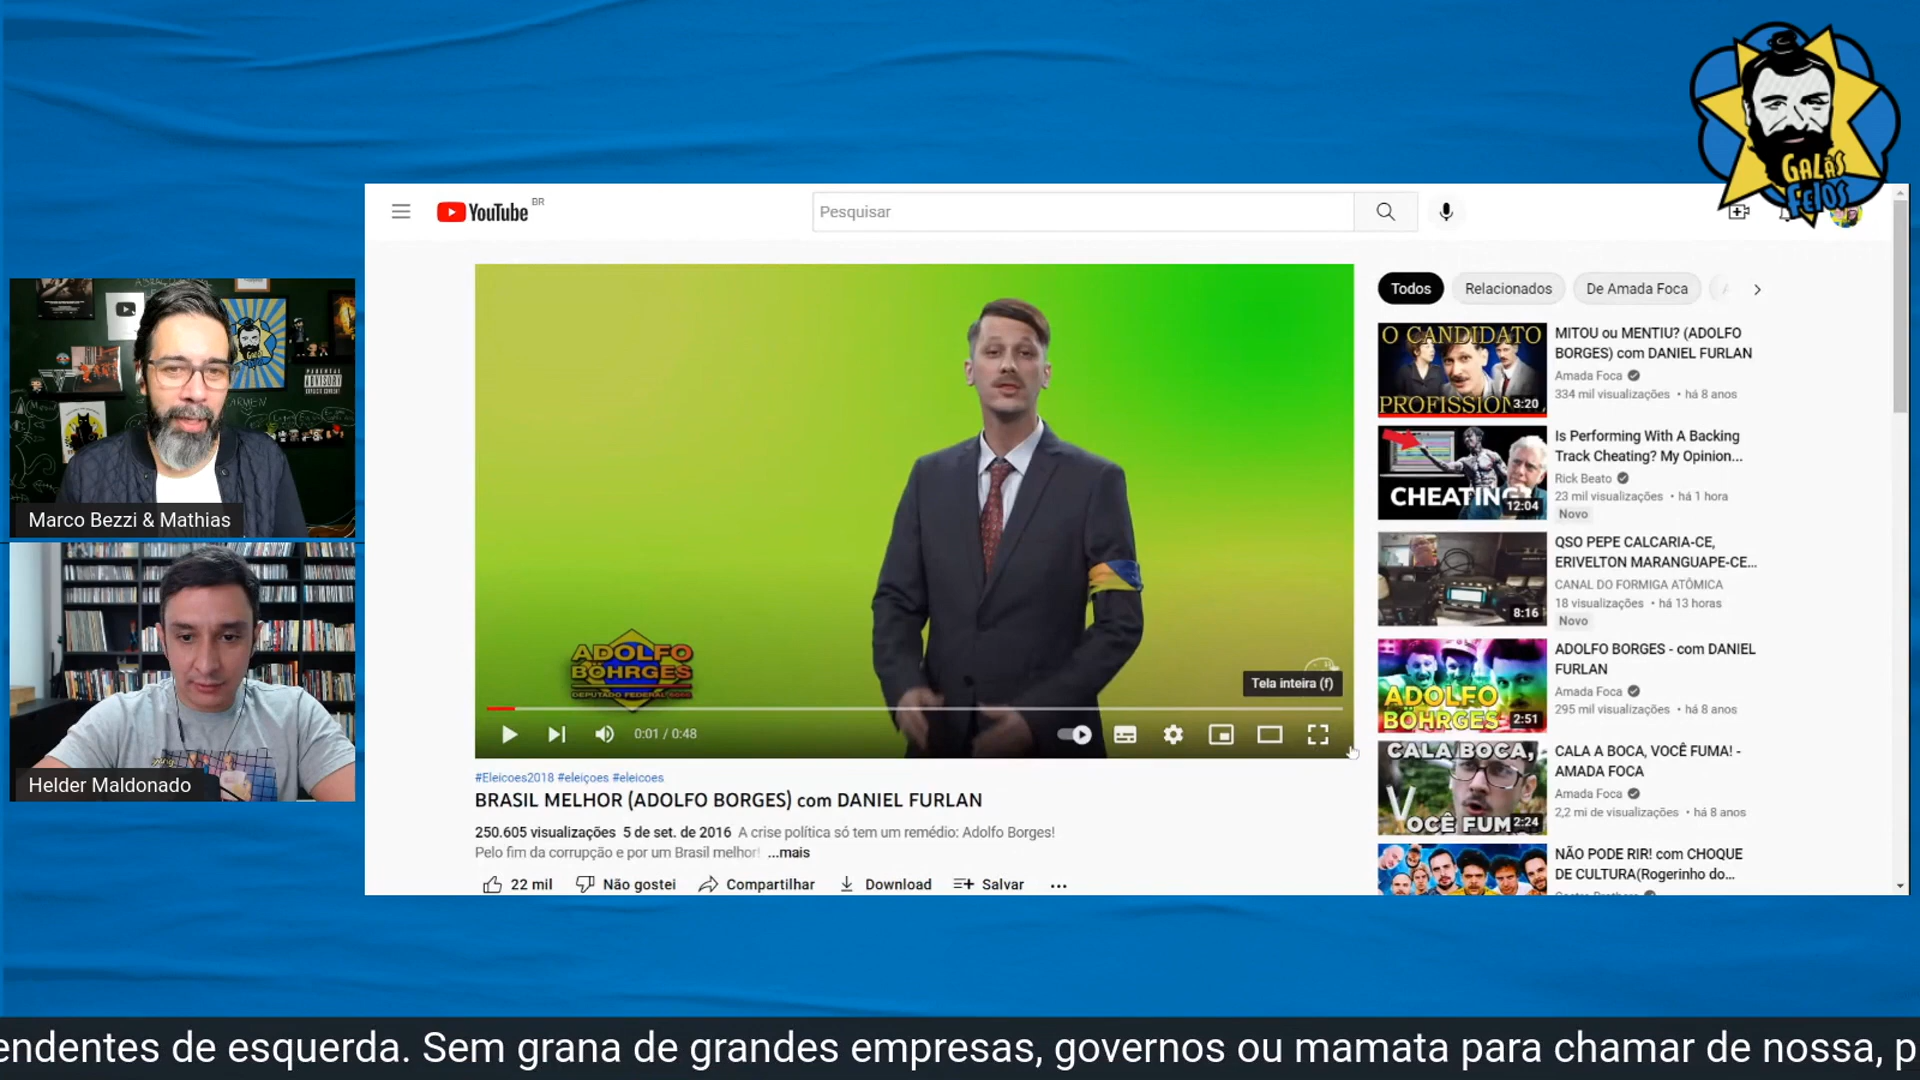 GALÃS
FEIOS
YouTube
BR
Pesquisar
Todos
Relacionados
De Amada Foca
ADOLFO
BÖHRGES
DEPUTADO FEDERAL
Tela inteira (f)
0:01 / 0:48
#Eleicoes2018 #eleiçoes #eleicoes
BRASIL MELHOR (ADOLFO BORGES) com DANIEL FURLAN
250.605 visualizações 5 de set. de 2016 A crise política só tem um remédio: Adolfo Borges!
Pelo fim da corrupção e por um Brasil melhor! ...mais
22 mil
Não gostei
Compartilhar
Download
Salvar
O CANDIDATO
PROFISSION
3:20
MITOU ou MENTIU? (ADOLFO
BORGES) com DANIEL FURLAN
Amada Foca
334 mil visualizações • há 8 anos
CHEATING?
12:04
Is Performing With A Backing
Track Cheating? My Opinion...
Rick Beato
23 mil visualizações • há 1 hora
Novo
8:16
QSO PEPE CALCARIA-CE,
ERIVELTON MARANGUAPE-CE...
CANAL DO FORMIGA ATÔMICA
18 visualizações • há 13 horas
Novo
ADOLFO
BÖHRGES
2:51
ADOLFO BORGES - com DANIEL
FURLAN
Amada Foca
295 mil visualizações • há 8 anos
CALA BOCA,
VOCÊ FUM
2:24
CALA A BOCA, VOCÊ FUMA! -
AMADA FOCA
Amada Foca
2,2 mi de visualizações • há 8 anos
NÃO PODE RIR! com CHOQUE
DE CULTURA(Rogerinho do...
PARENTAL
ADVISORY
Marco Bezzi & Mathias
Helder Maldonado
endentes de esquerda. Sem grana de grandes empresas, governos ou mamata para chamar de nossa, p